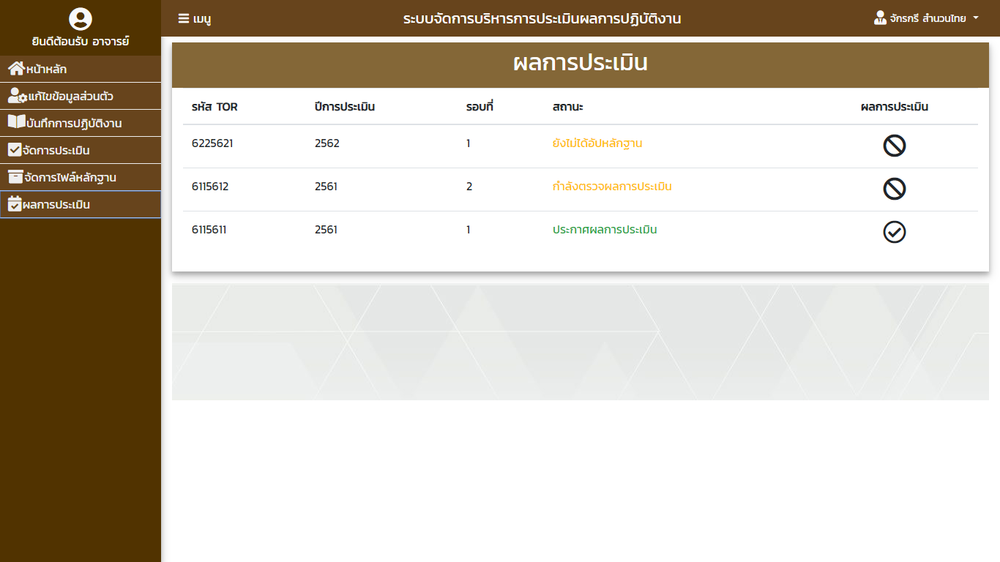 ยินดีต้อนรับ อาจารย์
หน้าหลัก
แก้ไขข้อมูลส่วนตัว
บันทึกการปฏิบัติงาน
จัดการประเมิน
จัดการไฟล์หลักฐาน
ผลการประเมิน
เมนู ระบบจัดการบริหารการประเมินผลการปฏิบัติงาน จักรกรี สำนวนไทย
ผลการประเมิน
รหัส TOR ปีการประเมิน รอบที่ สถานะ ผลการประเมิน
6225621 2562 1 ยังไม่ได้อัปหลักฐาน
6115612 2561 2 กำลังตรวจผลการประเมิน
6115611 2561 1 ประกาศผลการประเมิน